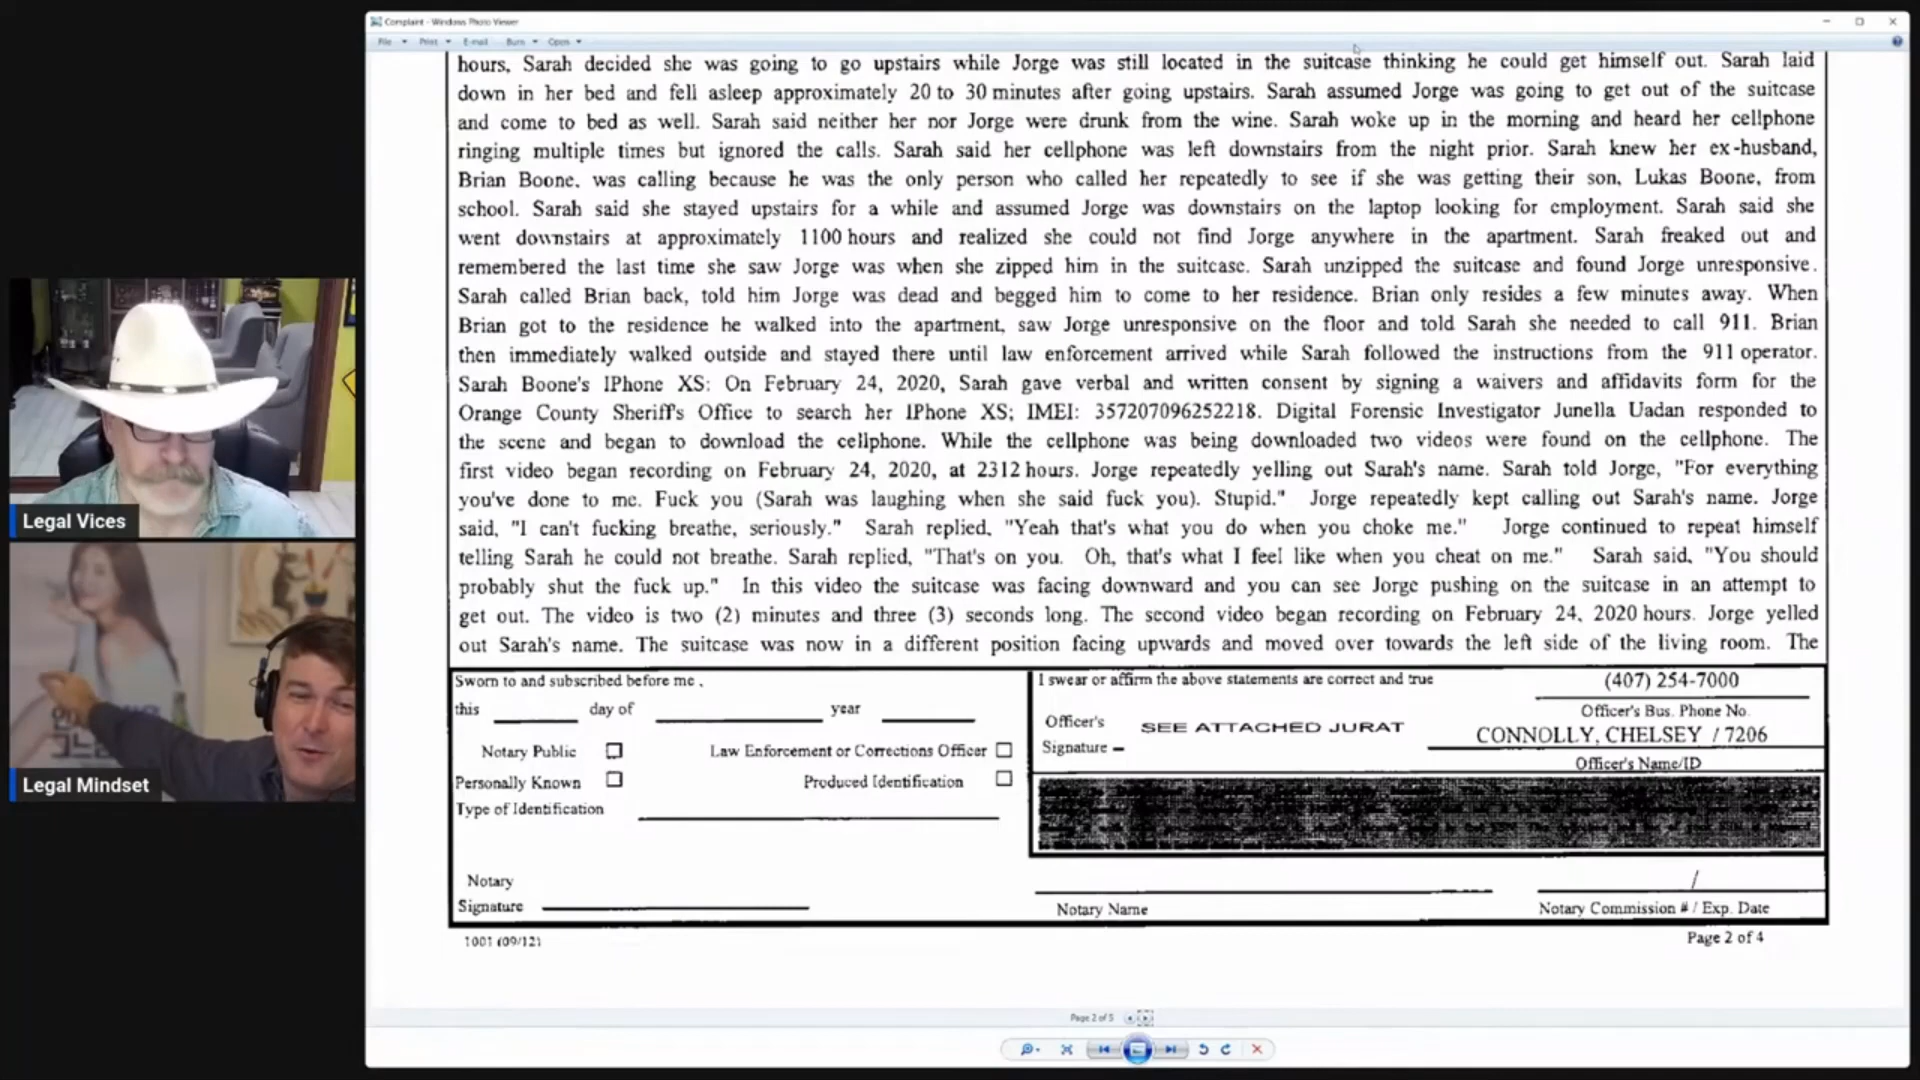 Complaint - Windows Photo Viewer
File Print E-mail Burn Open
hours, Sarah decided she was going to go upstairs while Jorge was still located in the suitcase thinking he could get himself out. Sarah laid
down in her bed and fell asleep approximately 20 to 30 minutes after going upstairs. Sarah assumed Jorge was going to get out of the suitcase
and come to bed as well. Sarah said neither her nor Jorge were drunk from the wine. Sarah woke up in the morning and heard her cellphone
ringing multiple times but ignored the calls. Sarah said her cellphone was left downstairs from the night prior. Sarah knew her ex-husband,
Brian Boone, was calling because he was the only person who called her repeatedly to see if she was getting their son, Lukas Boone, from
school. Sarah said she stayed upstairs for a while and assumed Jorge was downstairs on the laptop looking for employment. Sarah said she
went downstairs at approximately 1100 hours and realized she could not find Jorge anywhere in the apartment. Sarah freaked out and
remembered the last time she saw Jorge was when she zipped him in the suitcase. Sarah unzipped the suitcase and found Jorge unresponsive.
Sarah called Brian back, told him Jorge was dead and begged him to come to her residence. Brian only resides a few minutes away. When
Brian got to the residence he walked into the apartment, saw Jorge unresponsive on the floor and told Sarah she needed to call 911. Brian
then immediately walked outside and stayed there until law enforcement arrived while Sarah followed the instructions from the 911 operator.
Sarah Boone's IPhone XS: On February 24, 2020, Sarah gave verbal and written consent by signing a waivers and affidavits form for the
Orange County Sheriff's Office to search her IPhone XS; IMEI: 357207096252218. Digital Forensic Investigator Junella Uadan responded to
the scene and began to download the cellphone. While the cellphone was being downloaded two videos were found on the cellphone. The
first video began recording on February 24, 2020, at 2312 hours. Jorge repeatedly yelling out Sarah's name. Sarah told Jorge, "For everything
you've done to me. Fuck you (Sarah was laughing when she said fuck you). Stupid." Jorge repeatedly kept calling out Sarah's name. Jorge
said, "I can't fucking breathe, seriously." Sarah replied, "Yeah that's what you do when you choke me." Jorge continued to repeat himself
telling Sarah he could not breathe. Sarah replied, "That's on you. Oh, that's what I feel like when you cheat on me." Sarah said, "You should
probably shut the fuck up." In this video the suitcase was facing downward and you can see Jorge pushing on the suitcase in an attempt to
get out. The video is two (2) minutes and three (3) seconds long. The second video began recording on February 24, 2020 hours. Jorge yelled
out Sarah's name. The suitcase was now in a different position facing upwards and moved over towards the left side of the living room. The
Sworn to and subscribed before me,
this day of year
Notary Public Law Enforcement or Corrections Officer
Personally Known Produced Identification
Type of Identification
Notary
Signature
I swear or affirm the above statements are correct and true
(407) 254-7000
Officer's Bus. Phone No.
Officer's
Signature
SEE ATTACHED JURAT
CONNOLLY, CHELSEY / 7206
Officer's Name/ID
/
Notary Name
Notary Commission # / Exp. Date
1001 (09/12)
Page 2 of 4
Page 2 of 5
Legal Vices
Legal Mindset